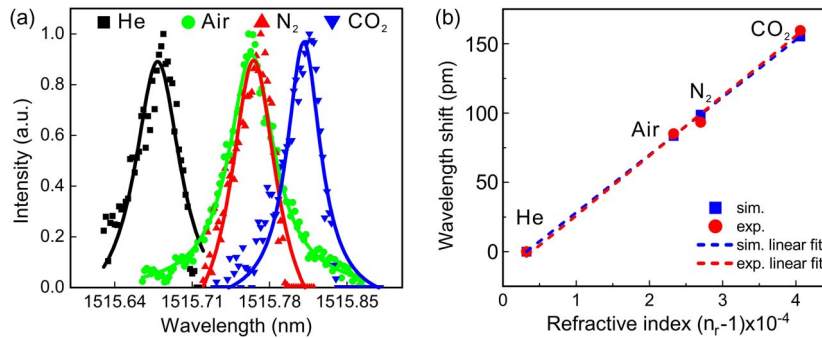 (a)
He
Air
N₂
CO₂
1.0
0.8
0.6
0.4
0.2
0.0
Intensity (a.u.)
1515.64
1515.71
1515.78
1515.85
Wavelength (nm)
(b)
150
100
50
0
Wavelength shift (pm)
CO₂
N₂
Air
He
sim.
exp.
sim. linear fit
exp. linear fit
0
1
2
3
4
Refractive index (nᵣ-1)x10⁻⁴